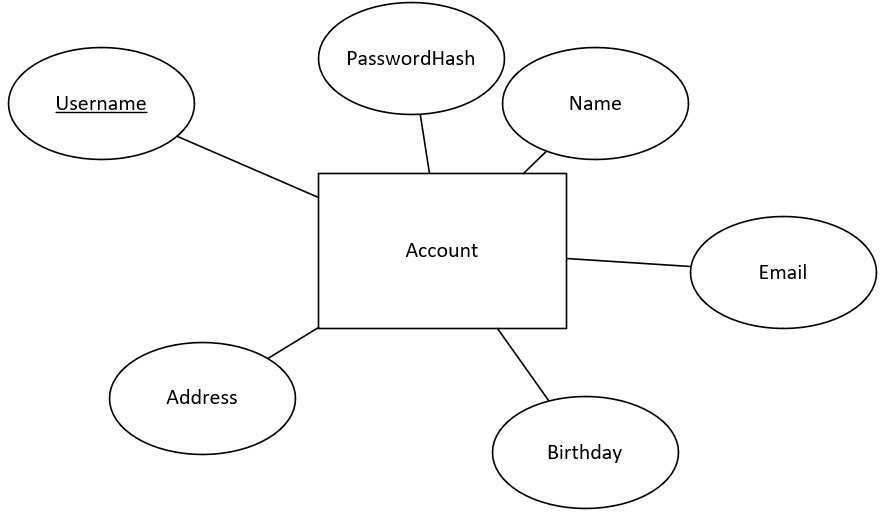 PasswordHash
Username
Name
Account
Email
Address
Birthday